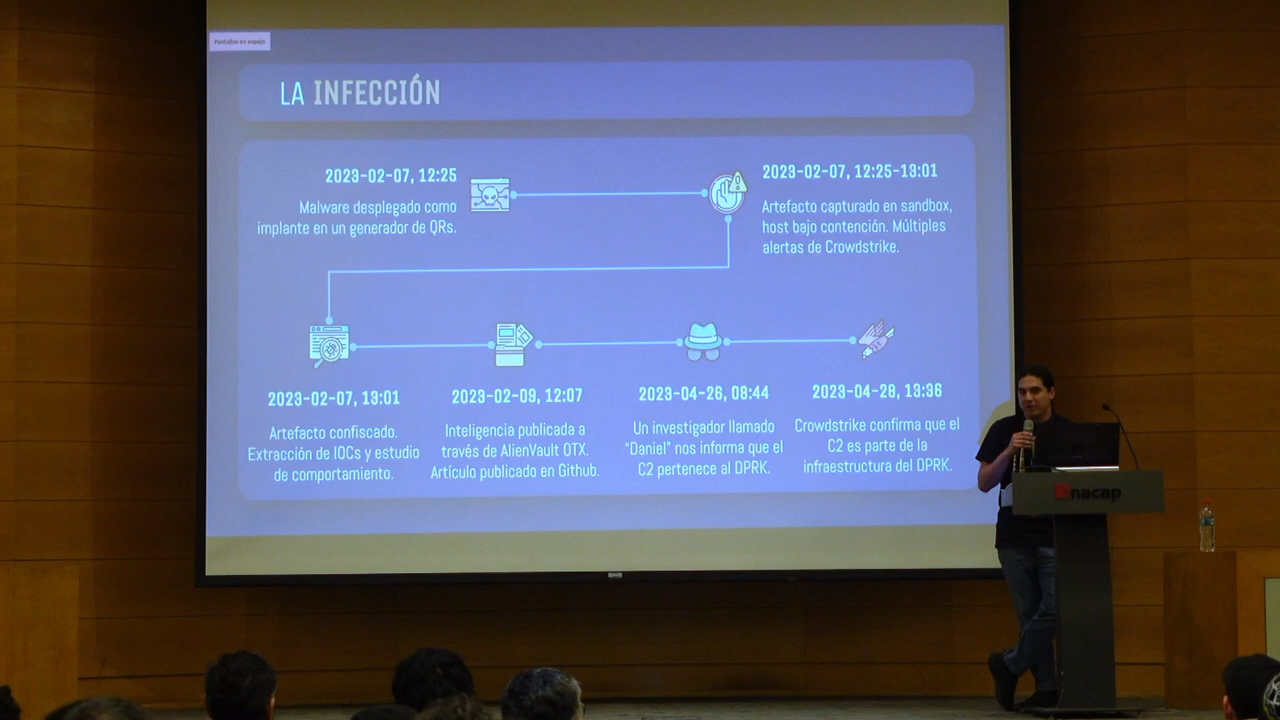 Pantallas en espejo
LA INFECCIÓN
2023-02-07, 12:25
Malware desplegado como
implante en un generador de QRs.
2023-02-07, 12:25-13:01
Artefacto capturado en sandbox,
host bajo contención. Múltiples
alertas de Crowdstrike.
2023-02-07, 13:01
Artefacto confiscado.
Extracción de IOCs y estudio
de comportamiento.
2023-02-09, 12:07
Inteligencia publicada a
través de AlienVault OTX.
Articulo publicado en Github.
2023-04-26, 08:44
Un investigador llamado
“Daniel” nos informa que el
C2 pertenece al DPRK.
2023-04-28, 13:36
Crowdstrike confirma que el
C2 es parte de la
infraestructura del DPRK.
inacap